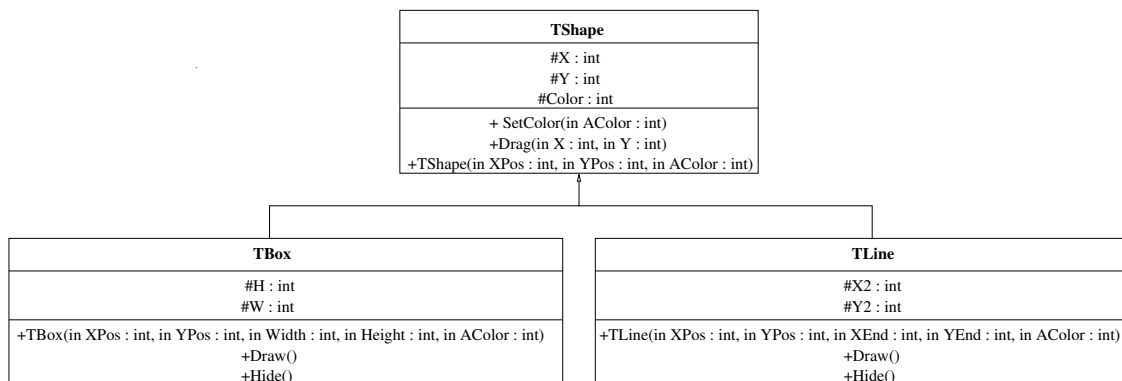 TShape
#X : int
#Y : int
#Color : int
+ SetColor(in AColor : int)
+Drag(in X : int, in Y : int)
+TShape(in XPos : int, in YPos : int, in AColor : int)
TBox
#H : int
#W : int
+TBox(in XPos : int, in YPos : int, in Width : int, in Height : int, in AColor : int)
+Draw()
+Hide()
TLine
#X2 : int
#Y2 : int
+TLine(in XPos : int, in YPos : int, in XEnd : int, in YEnd : int, in AColor : int)
+Draw()
+Hide()